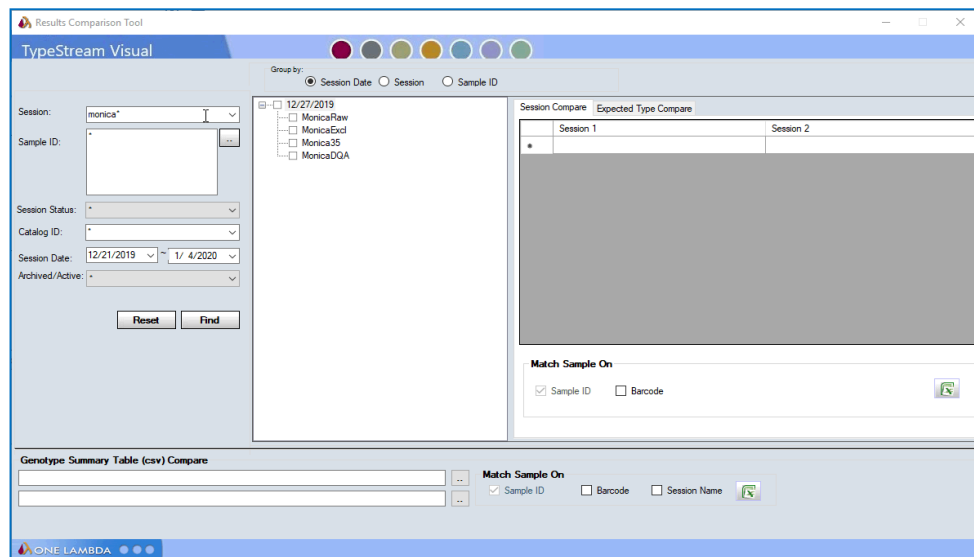 Results Comparison Tool
TypeStream Visual
Group by:
Session Date Session Sample ID
Session: monica*
Sample ID: *
..
Session Status: *
Catalog ID: *
Session Date: 12/21/2019 ~ 1/ 4/2020
Archived/Active: *
Reset Find
12/27/2019
MonicaRaw
MonicaExcl
Monica35
MonicaDQA
Session Compare Expected Type Compare
Session 1 Session 2
Match Sample On
Sample ID Barcode
Genotype Summary Table (csv) Compare
..
..
Match Sample On
Sample ID Barcode Session Name
ONE LAMBDA